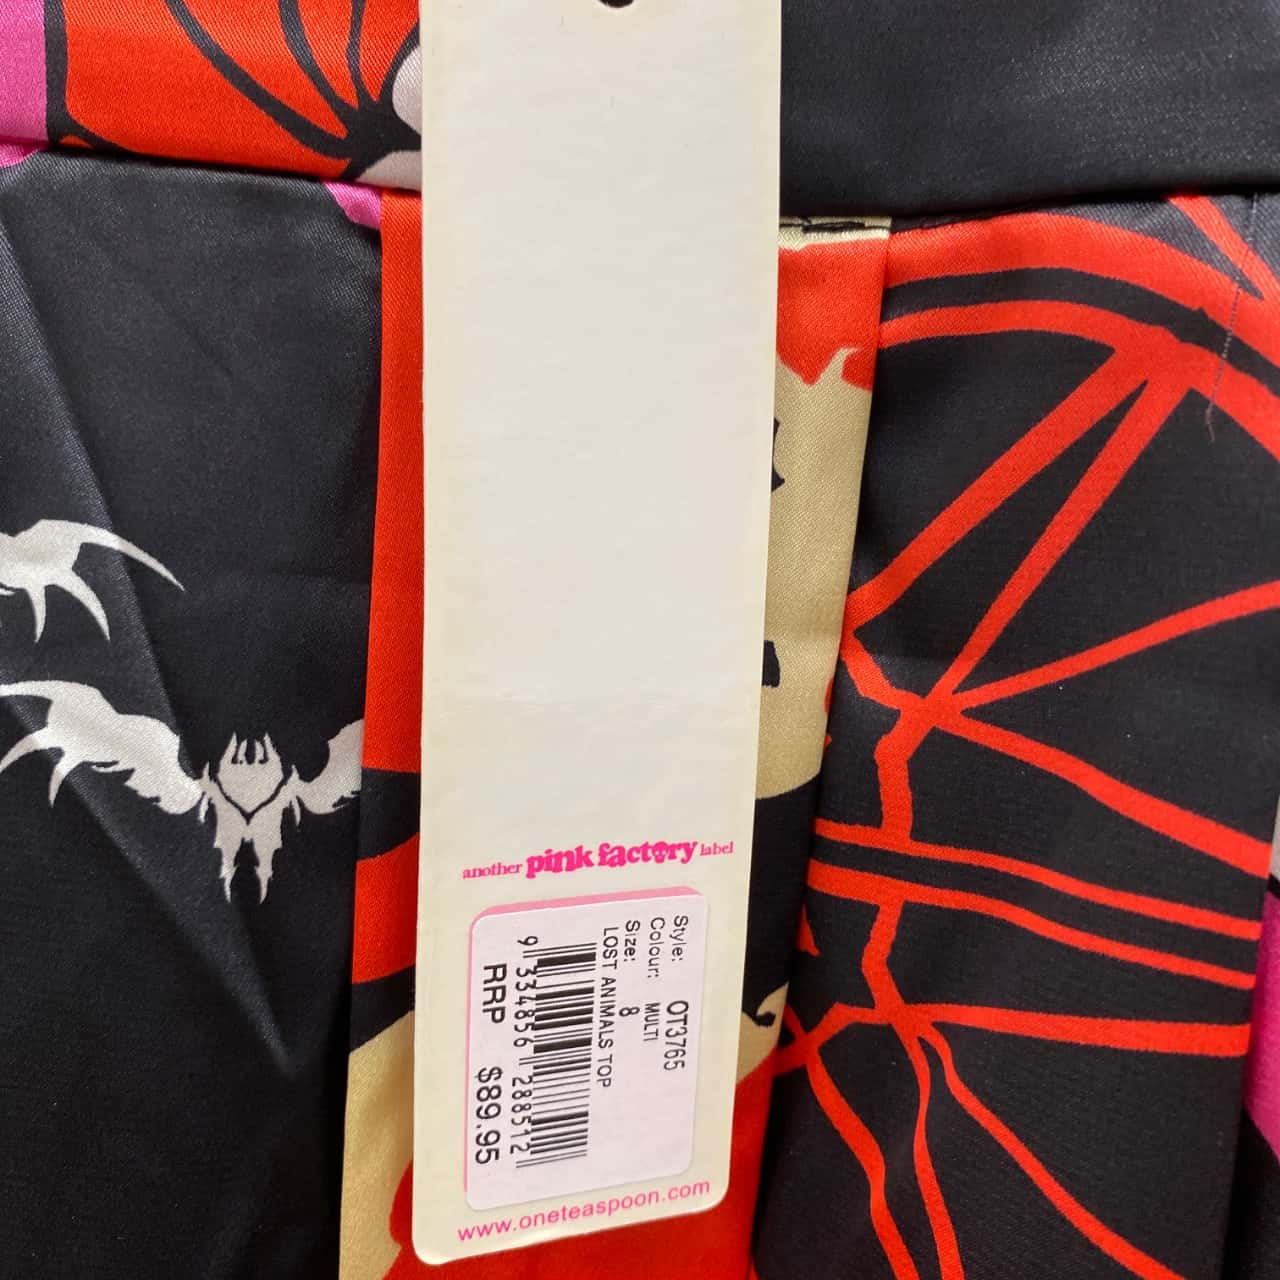 another pink factory label
Style: OT3765
Colour: MULTI
Size: 8
LOST ANIMALS TOP
9 334856 288512
RRP $89.95
www.oneteaspoon.com